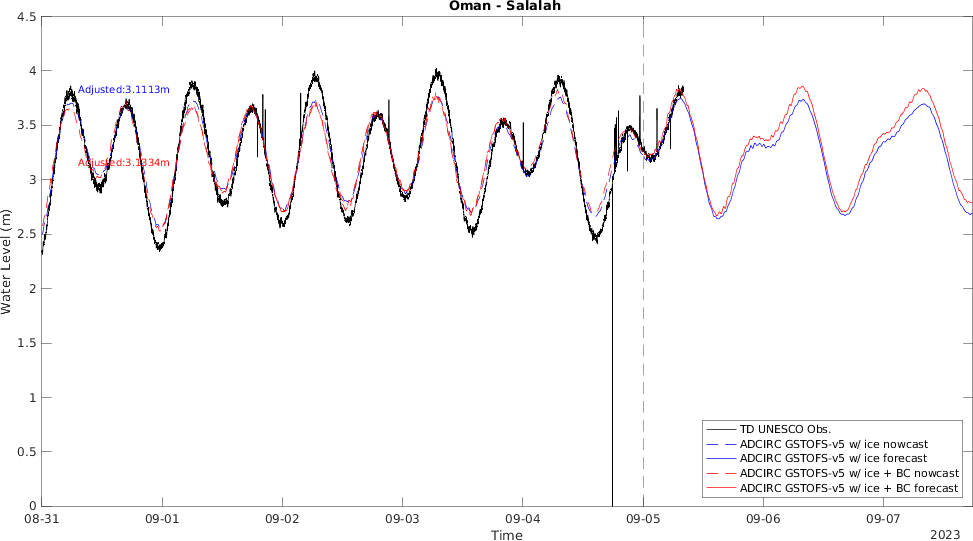 Oman - Salalah
4.5
4
3.5
3
2.5
2
1.5
1
0.5
0
Water Level (m)
Adjusted:3.1113m
Adjusted:3.1334m
TD UNESCO Obs.
ADCIRC GSTOFS-v5 w/ ice nowcast
ADCIRC GSTOFS-v5 w/ ice forecast
ADCIRC GSTOFS-v5 w/ ice + BC nowcast
ADCIRC GSTOFS-v5 w/ ice + BC forecast
08-31 09-01 09-02 09-03 09-04 09-05 09-06 09-07
Time
2023